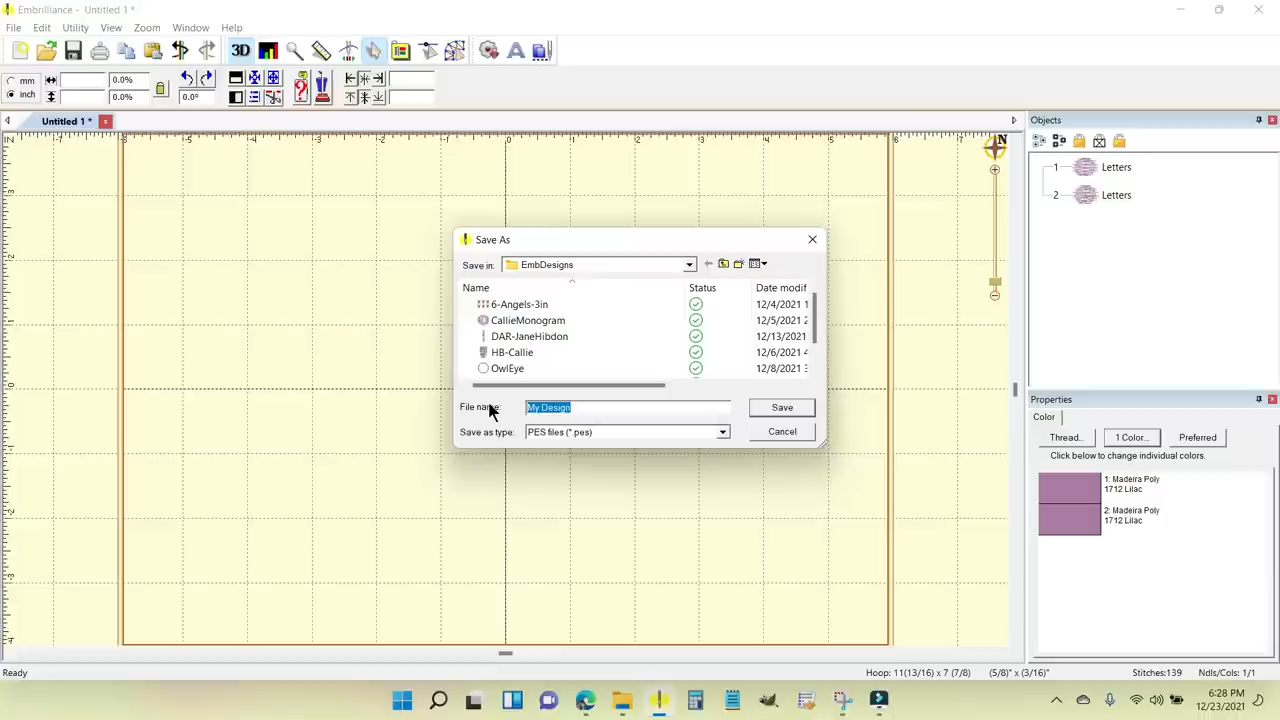 Embrilliance - Untitled 1 *
File Edit Utility View Zoom Window Help
3D
mm
inch
0.0%
0.0%
0.0°
Untitled 1 *
Save As
Save in: EmbDesigns
Name Status Date modif
6-Angels-3in 12/4/2021 1
CallieMonogram 12/5/2021 2
DAR-JaneHibdon 12/13/2021
HB-Callie 12/6/2021 4
OwlEye 12/8/2021 3
File name: My Design Save
Save as type: PES files (*.pes) Cancel
N
Objects
1 Letters
2 Letters
Properties
Color
Thread... 1 Color... Preferred
Click below to change individual colors.
1: Madeira Poly
1712 Lilac
2: Madeira Poly
1712 Lilac
Ready Hoop: 11(13/16) x 7 (7/8) (5/8)" x (3/16)" Stitches:139 Ndls/Cols: 1/1
6:28 PM
12/23/2021